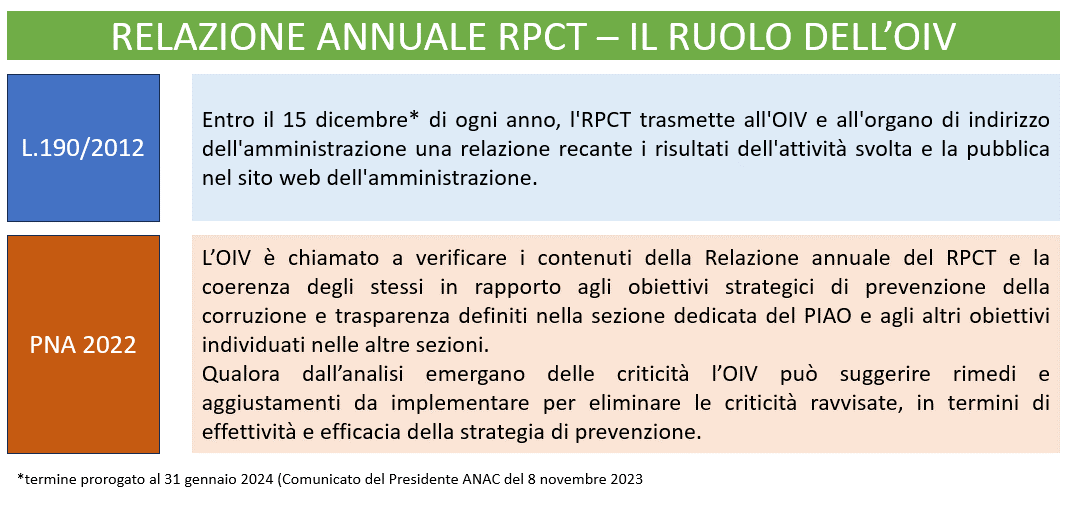 RELAZIONE ANNUALE RPCT – IL RUOLO DELL’OIV
L.190/2012
Entro il 15 dicembre* di ogni anno, l'RPCT trasmette all'OIV e all'organo di indirizzo
dell'amministrazione una relazione recante i risultati dell'attività svolta e la pubblica
nel sito web dell'amministrazione.
PNA 2022
L’OIV è chiamato a verificare i contenuti della Relazione annuale del RPCT e la
coerenza degli stessi in rapporto agli obiettivi strategici di prevenzione della
corruzione e trasparenza definiti nella sezione dedicata del PIAO e agli altri obiettivi
individuati nelle altre sezioni.
Qualora dall’analisi emergano delle criticità l’OIV può suggerire rimedi e
aggiustamenti da implementare per eliminare le criticità ravvisate, in termini di
effettività e efficacia della strategia di prevenzione.
*termine prorogato al 31 gennaio 2024 (Comunicato del Presidente ANAC del 8 novembre 2023